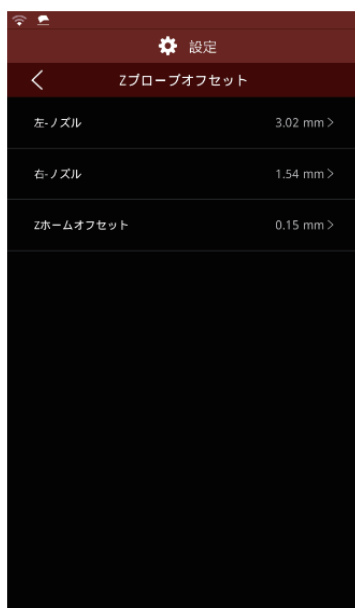 設定
Zプローブオフセット
左-ノズル 3.02 mm >
右-ノズル 1.54 mm >
Zホームオフセット 0.15 mm >